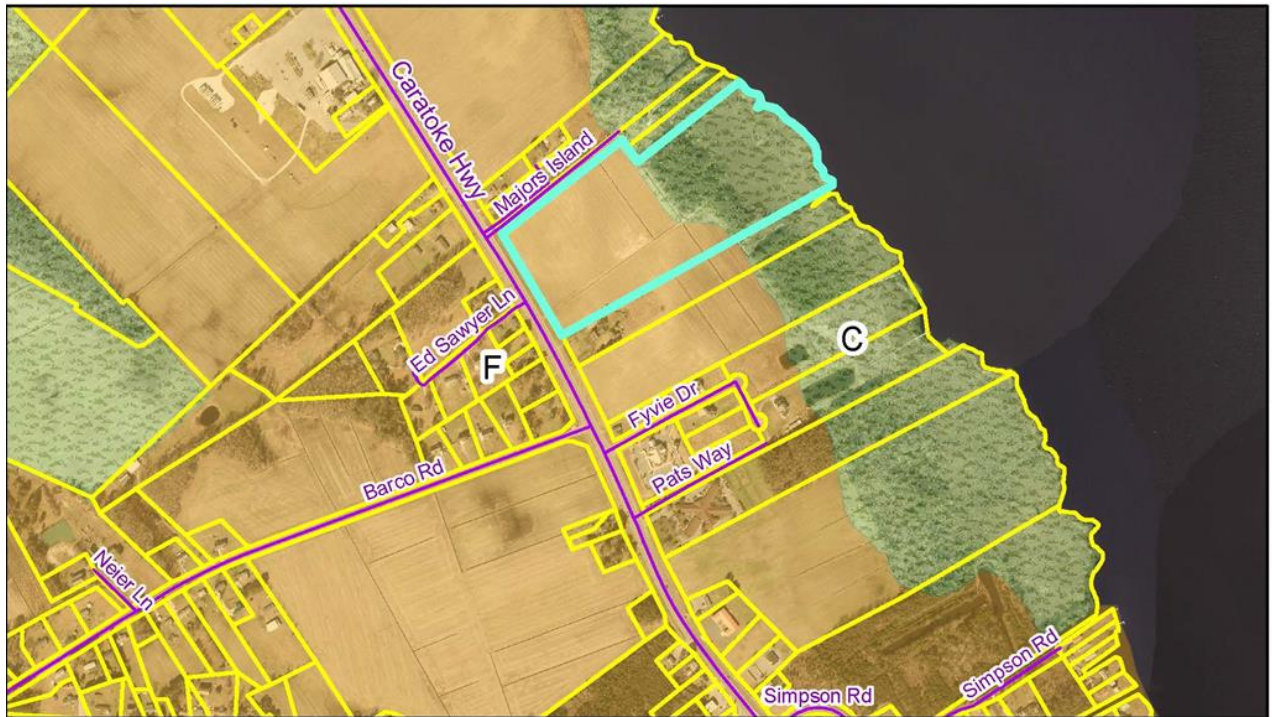 Caratoke Hwy
Majors Island
Ed Sawyer Ln
F
C
Fyvie Dr
Barco Rd
Pats Way
Neier Ln
Simpson Rd
Simpson Rd